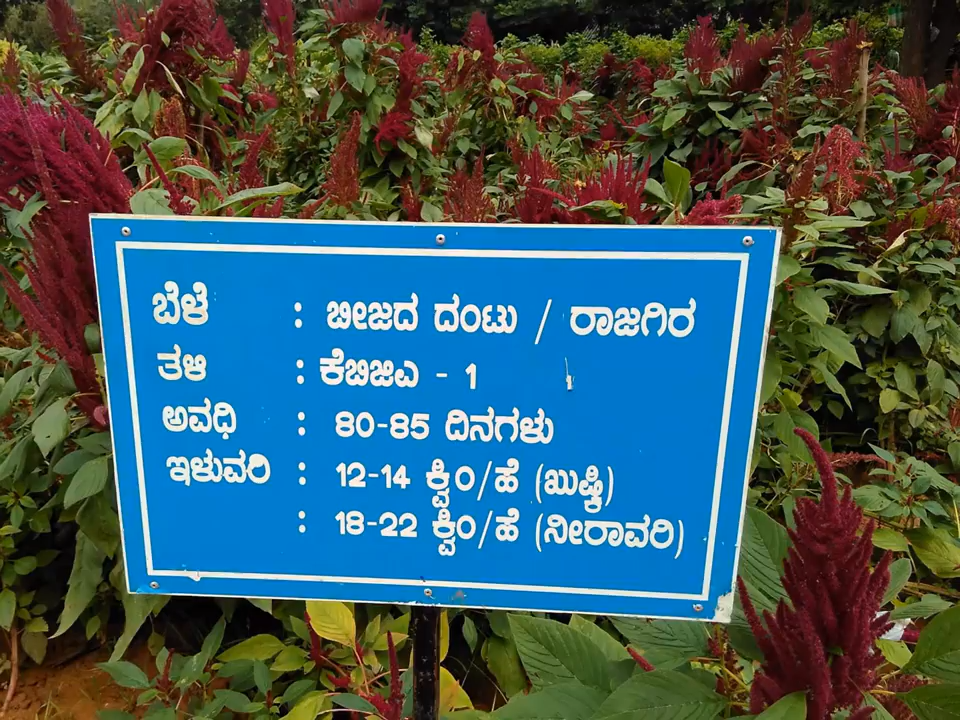 ಬೆಳೆ : ಬೀಜದ ದಂಟು / ರಾಜಗಿರ
ತಳಿ : ಕೆಬಿಜಿಎ - 1
ಅವಧಿ : 80-85 ದಿನಗಳು
ಇಳುವರಿ : 12-14 ಕ್ವಿಂ/ಹೆ (ಖುಷ್ಕಿ)
: 18-22 ಕ್ವಿಂ/ಹೆ (ನೀರಾವರಿ)